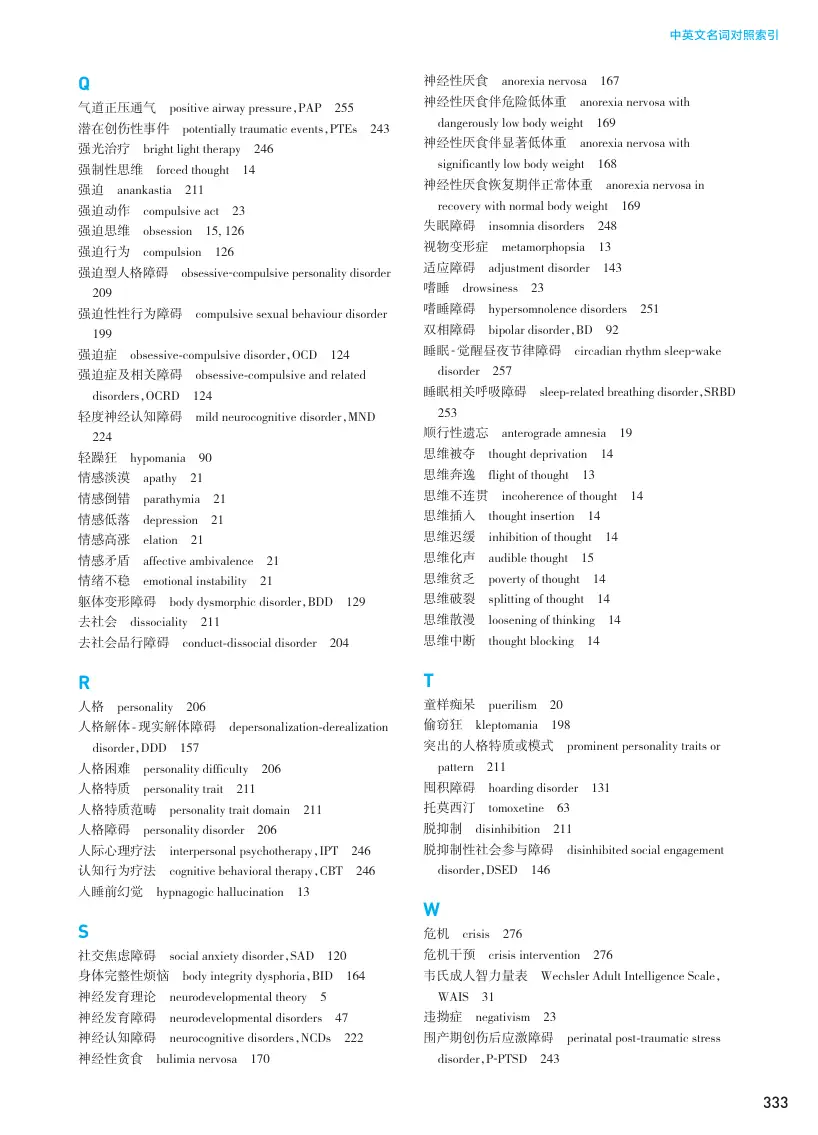 中英文名词对照索引
Q
气道正压通气 positive airway pressure,PAP 255
潜在创伤性事件 potentially traumatic events,PTEs 243
强光治疗 bright light therapy 246
强制性思维 forced thought 14
强迫 anankastia 211
强迫动作 compulsive act 23
强迫思维 obsession 15, 126
强迫行为 compulsion 126
强迫型人格障碍 obsessive-compulsive personality disorder
209
强迫性性行为障碍 compulsive sexual behaviour disorder
199
强迫症 obsessive-compulsive disorder,OCD 124
强迫症及相关障碍 obsessive-compulsive and related
disorders,OCRD 124
轻度神经认知障碍 mild neurocognitive disorder,MND
224
轻躁狂 hypomania 90
情感淡漠 apathy 21
情感倒错 parathymia 21
情感低落 depression 21
情感高涨 elation 21
情感矛盾 affective ambivalence 21
情绪不稳 emotional instability 21
躯体变形障碍 body dysmorphic disorder,BDD 129
去社会 dissociality 211
去社会品行障碍 conduct-dissocial disorder 204
R
人格 personality 206
人格解体-现实解体障碍 depersonalization-derealization
disorder,DDD 157
人格困难 personality difficulty 206
人格特质 personality trait 211
人格特质范畴 personality trait domain 211
人格障碍 personality disorder 206
人际心理疗法 interpersonal psychotherapy,IPT 246
认知行为疗法 cognitive behavioral therapy,CBT 246
入睡前幻觉 hypnagogic hallucination 13
S
社交焦虑障碍 social anxiety disorder,SAD 120
身体完整性烦恼 body integrity dysphoria,BID 164
神经发育理论 neurodevelopmental theory 5
神经发育障碍 neurodevelopmental disorders 47
神经认知障碍 neurocognitive disorders,NCDs 222
神经性贪食 bulimia nervosa 170
神经性厌食 anorexia nervosa 167
神经性厌食伴危险低体重 anorexia nervosa with
dangerously low body weight 169
神经性厌食伴显著低体重 anorexia nervosa with
significantly low body weight 168
神经性厌食恢复期伴正常体重 anorexia nervosa in
recovery with normal body weight 169
失眠障碍 insomnia disorders 248
视物变形症 metamorphopsia 13
适应障碍 adjustment disorder 143
嗜睡 drowsiness 23
嗜睡障碍 hypersomnolence disorders 251
双相障碍 bipolar disorder,BD 92
睡眠-觉醒昼夜节律障碍 circadian rhythm sleep-wake
disorder 257
睡眠相关呼吸障碍 sleep-related breathing disorder,SRBD
253
顺行性遗忘 anterograde amnesia 19
思维被夺 thought deprivation 14
思维奔逸 flight of thought 13
思维不连贯 incoherence of thought 14
思维插入 thought insertion 14
思维迟缓 inhibition of thought 14
思维化声 audible thought 15
思维贫乏 poverty of thought 14
思维破裂 splitting of thought 14
思维散漫 loosening of thinking 14
思维中断 thought blocking 14
T
童样痴呆 puerilism 20
偷窃狂 kleptomania 198
突出的人格特质或模式 prominent personality traits or
pattern 211
囤积障碍 hoarding disorder 131
托莫西汀 tomoxetine 63
脱抑制 disinhibition 211
脱抑制性社会参与障碍 disinhibited social engagement
disorder,DSED 146
W
危机 crisis 276
危机干预 crisis intervention 276
韦氏成人智力量表 Wechsler Adult Intelligence Scale,
WAIS 31
违拗症 negativism 23
围产期创伤后应激障碍 perinatal post-traumatic stress
disorder,P-PTSD 243
333